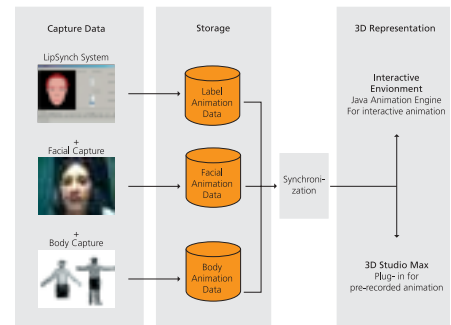 Capture Data
LipSynch System
+
Facial Capture
+
Body Capture
Storage
Label
Animation
Data
Facial
Animation
Data
Body
Animation
Data
Synchroni-
zation
3D Representation
Interactive
Envionment
Java Animation Engine
For interactive animation
3D Studio Max
Plug- in for
pre-recorded animation